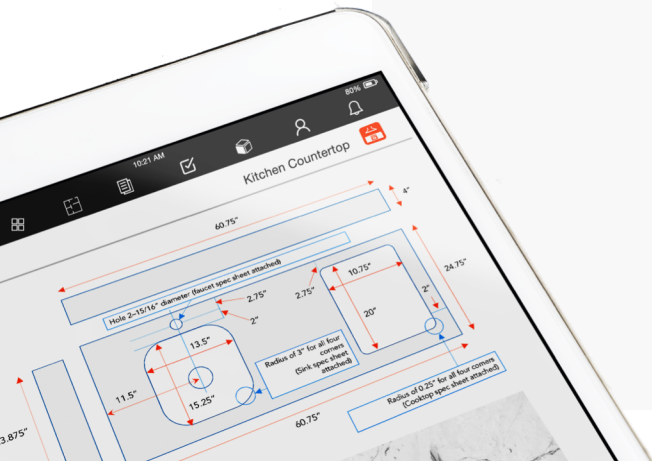 80%
10:21 AM
Kitchen Countertop
60.75"
4"
Hole 2–15/16" diameter (faucet spec sheet attached)
2.75"
2"
2.75"
10.75"
24.75"
20"
2"
13.5"
Radius of 3" for all four
corners
(Sink spec sheet
attached)
11.5"
15.25"
60.75"
Radius of 0.25" for all four corners
(Cooktop spec sheet attached)
3.875"